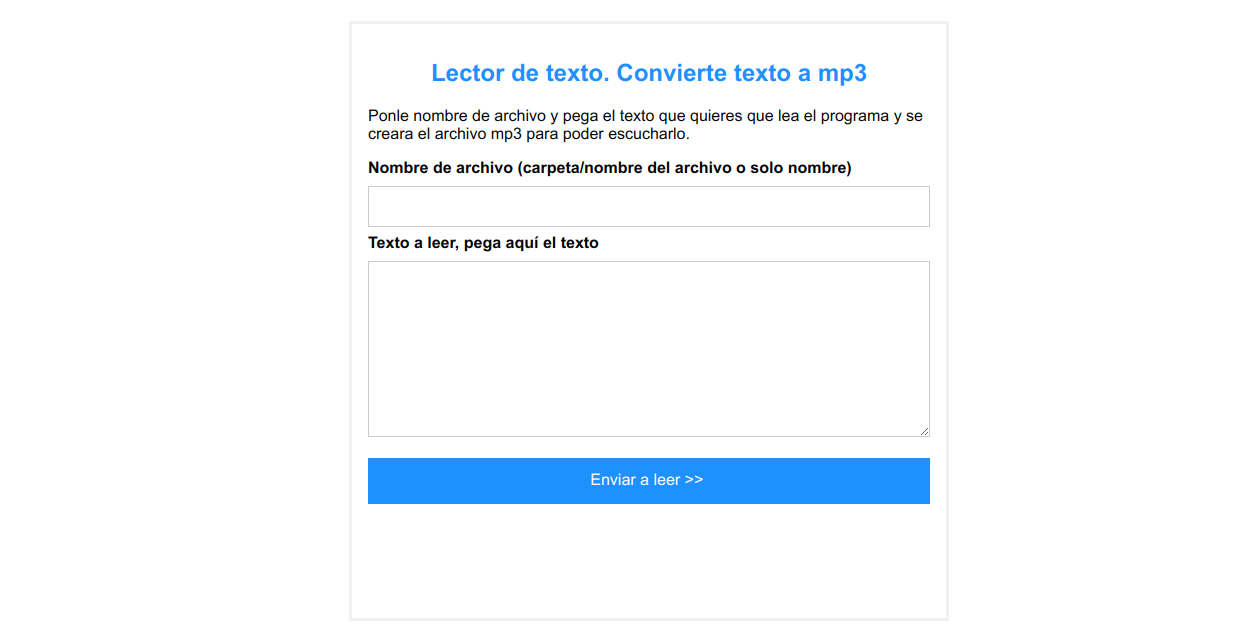 Lector de texto. Convierte texto a mp3
Ponle nombre de archivo y pega el texto que quieres que lea el programa y se
creara el archivo mp3 para poder escucharlo.
Nombre de archivo (carpeta/nombre del archivo o solo nombre)
Texto a leer, pega aquí el texto
Enviar a leer >>